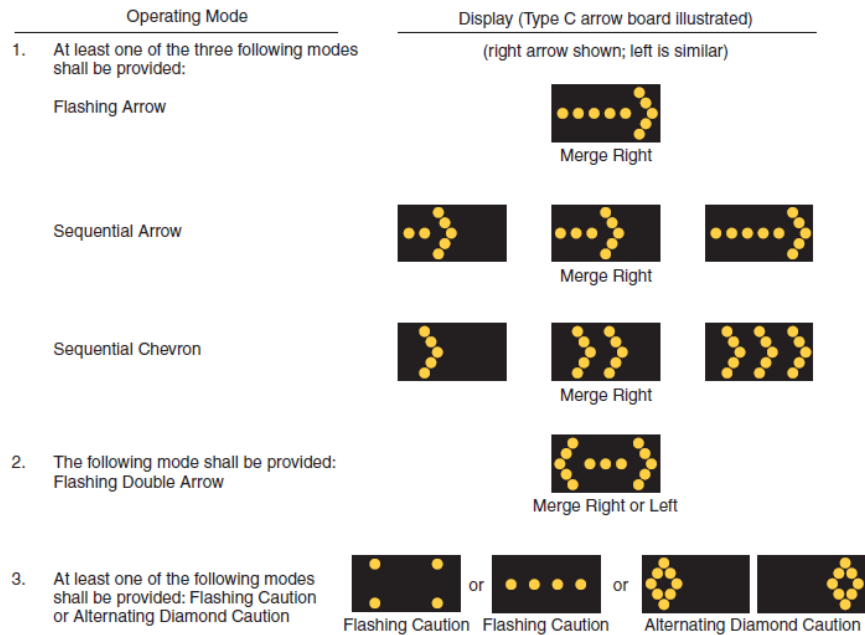 Operating Mode
Display (Type C arrow board illustrated)
1. At least one of the three following modes
shall be provided:
(right arrow shown; left is similar)
Flashing Arrow
Merge Right
Sequential Arrow
Merge Right
Sequential Chevron
Merge Right
2. The following mode shall be provided:
Flashing Double Arrow
Merge Right or Left
3. At least one of the following modes
shall be provided: Flashing Caution
or Alternating Diamond Caution
or
or
Flashing Caution
Flashing Caution
Alternating Diamond Caution